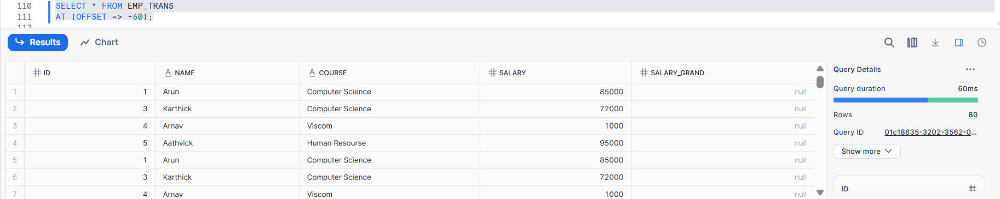 110 SELECT * FROM EMP_TRANS
111 AT (OFFSET => -60);
112
Results Chart
ID NAME COURSE SALARY SALARY_GRAND
1 1 Arun Computer Science 85000 null
2 3 Karthick Computer Science 72000 null
3 4 Arnav Viscom 1000 null
4 5 Aathvick Human Resourse 95000 null
5 1 Arun Computer Science 85000 null
6 3 Karthick Computer Science 72000 null
7 4 Arnav Viscom 1000 null
Query Details
Query duration 60ms
Rows 80
Query ID 01c18635-3202-3562-0...
Show more
ID